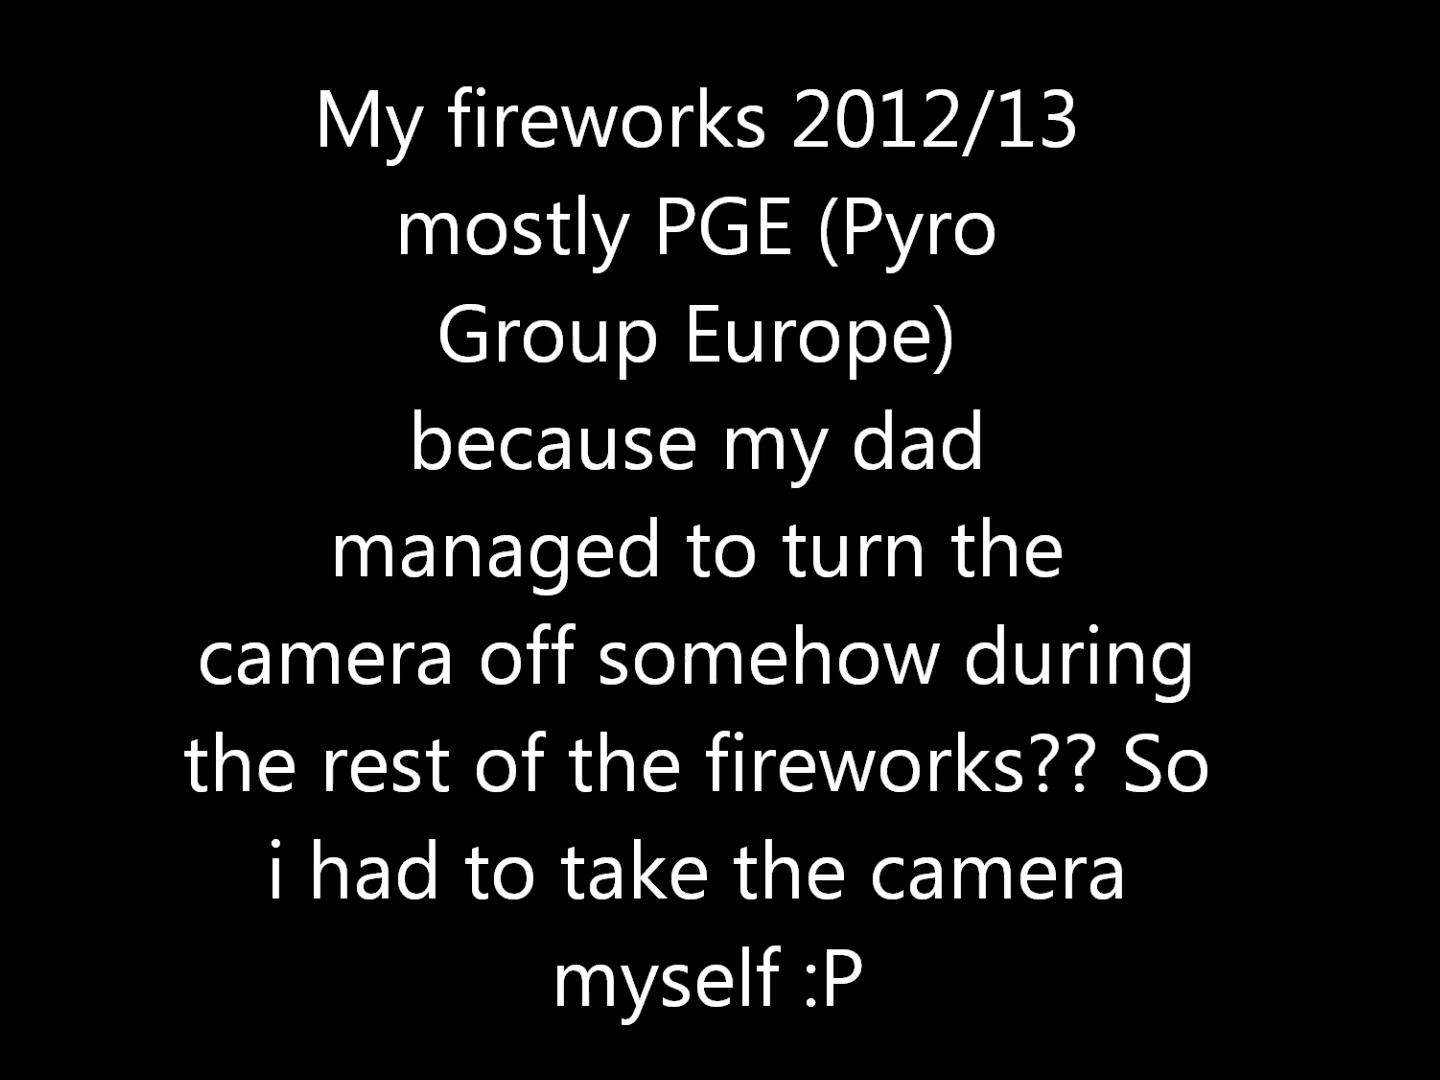 My fireworks 2012/13
mostly PGE (Pyro
Group Europe)
because my dad
managed to turn the
camera off somehow during
the rest of the fireworks?? So
i had to take the camera
myself :P